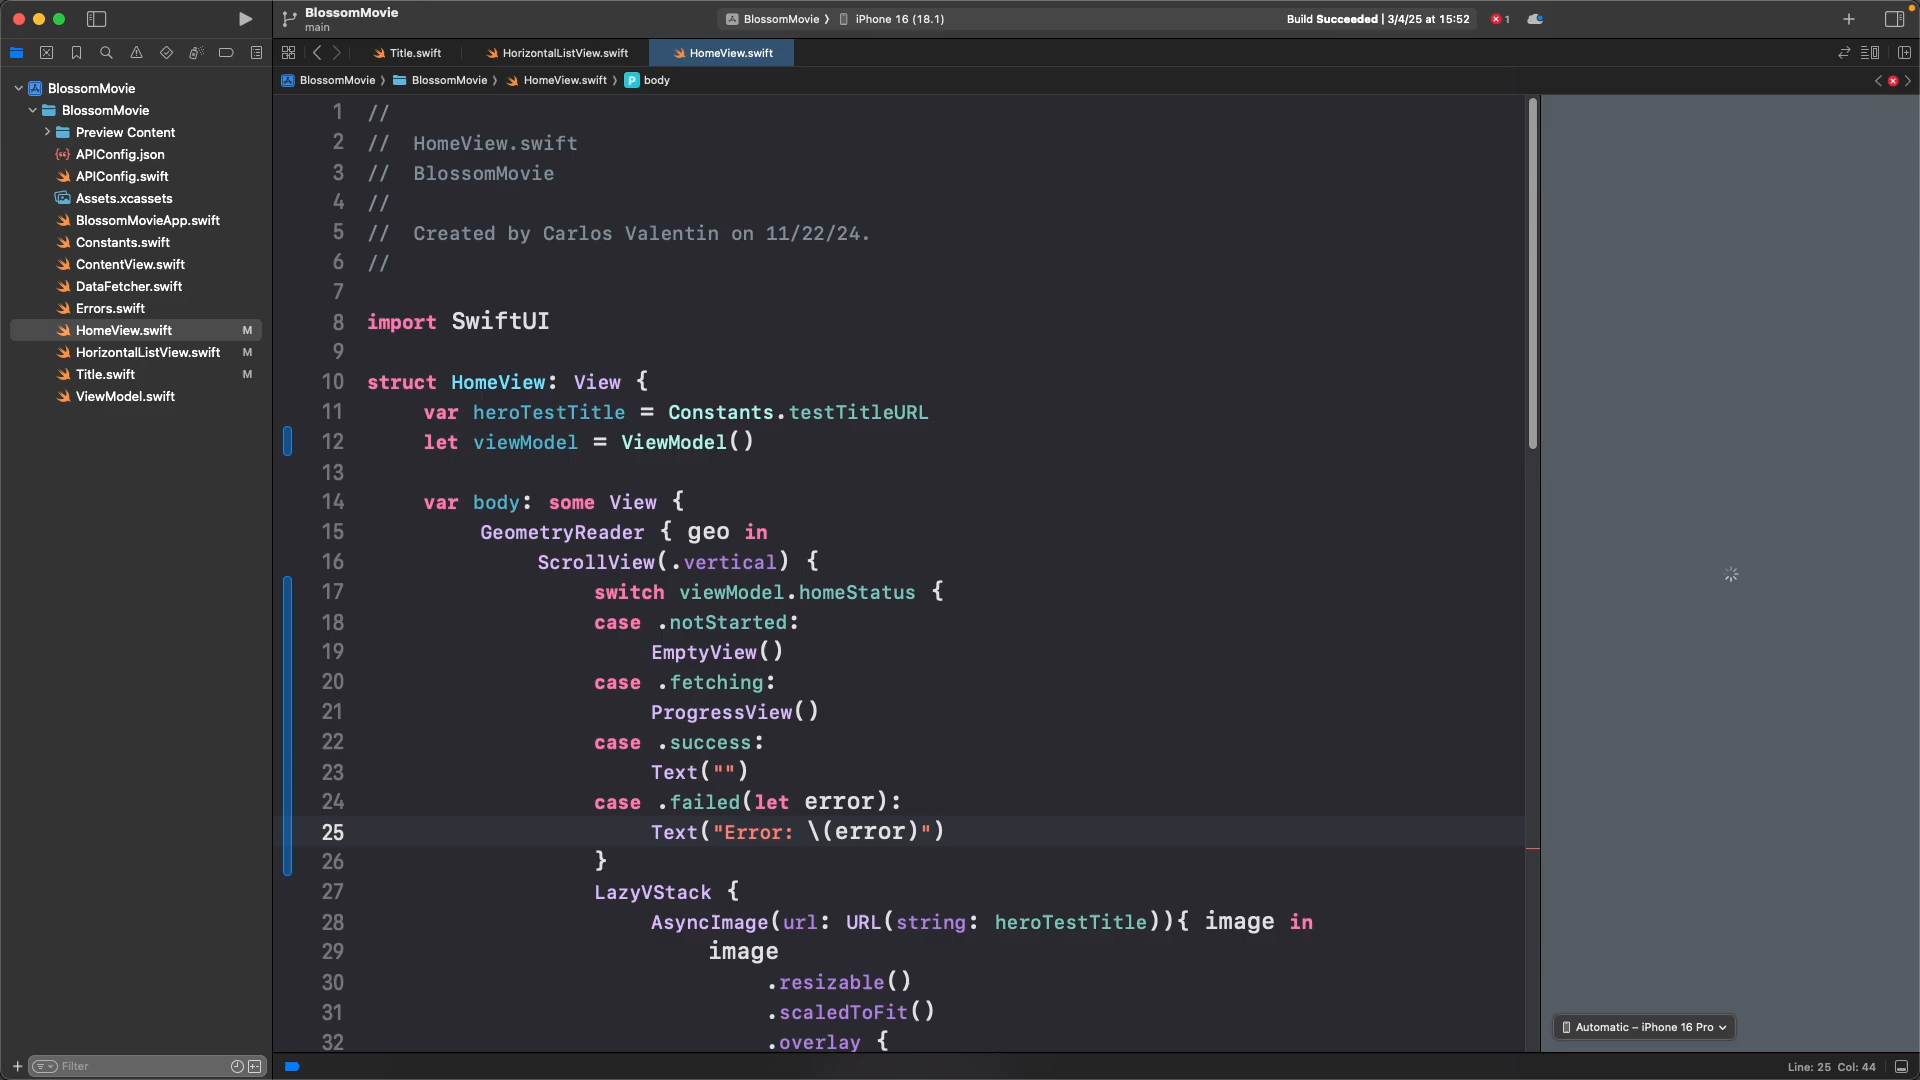 BlossomMovie
main
BlossomMovie ⟩ iPhone 16 (18.1)
Build Succeeded | 3/4/25 at 15:52
1
Title.swift
HorizontalListView.swift
HomeView.swift
BlossomMovie ⟩ BlossomMovie ⟩ HomeView.swift ⟩ P body
BlossomMovie
BlossomMovie
Preview Content
APIConfig.json
APIConfig.swift
Assets.xcassets
BlossomMovieApp.swift
Constants.swift
ContentView.swift
DataFetcher.swift
Errors.swift
HomeView.swift M
HorizontalListView.swift M
Title.swift M
ViewModel.swift
Filter
1 //
2 //  HomeView.swift
3 //  BlossomMovie
4 //
5 //  Created by Carlos Valentin on 11/22/24.
6 //
7
8 import SwiftUI
9
10 struct HomeView: View {
11     var heroTestTitle = Constants.testTitleURL
12     let viewModel = ViewModel()
13
14     var body: some View {
15         GeometryReader { geo in
16             ScrollView(.vertical) {
17                 switch viewModel.homeStatus {
18                 case .notStarted:
19                     EmptyView()
20                 case .fetching:
21                     ProgressView()
22                 case .success:
23                     Text("")
24                 case .failed(let error):
25                     Text("Error: \(error)")
26                 }
27                 LazyVStack {
28                     AsyncImage(url: URL(string: heroTestTitle)){ image in
29                         image
30                             .resizable()
31                             .scaledToFit()
32                             .overlay {
Automatic – iPhone 16 Pro
Line: 25 Col: 44